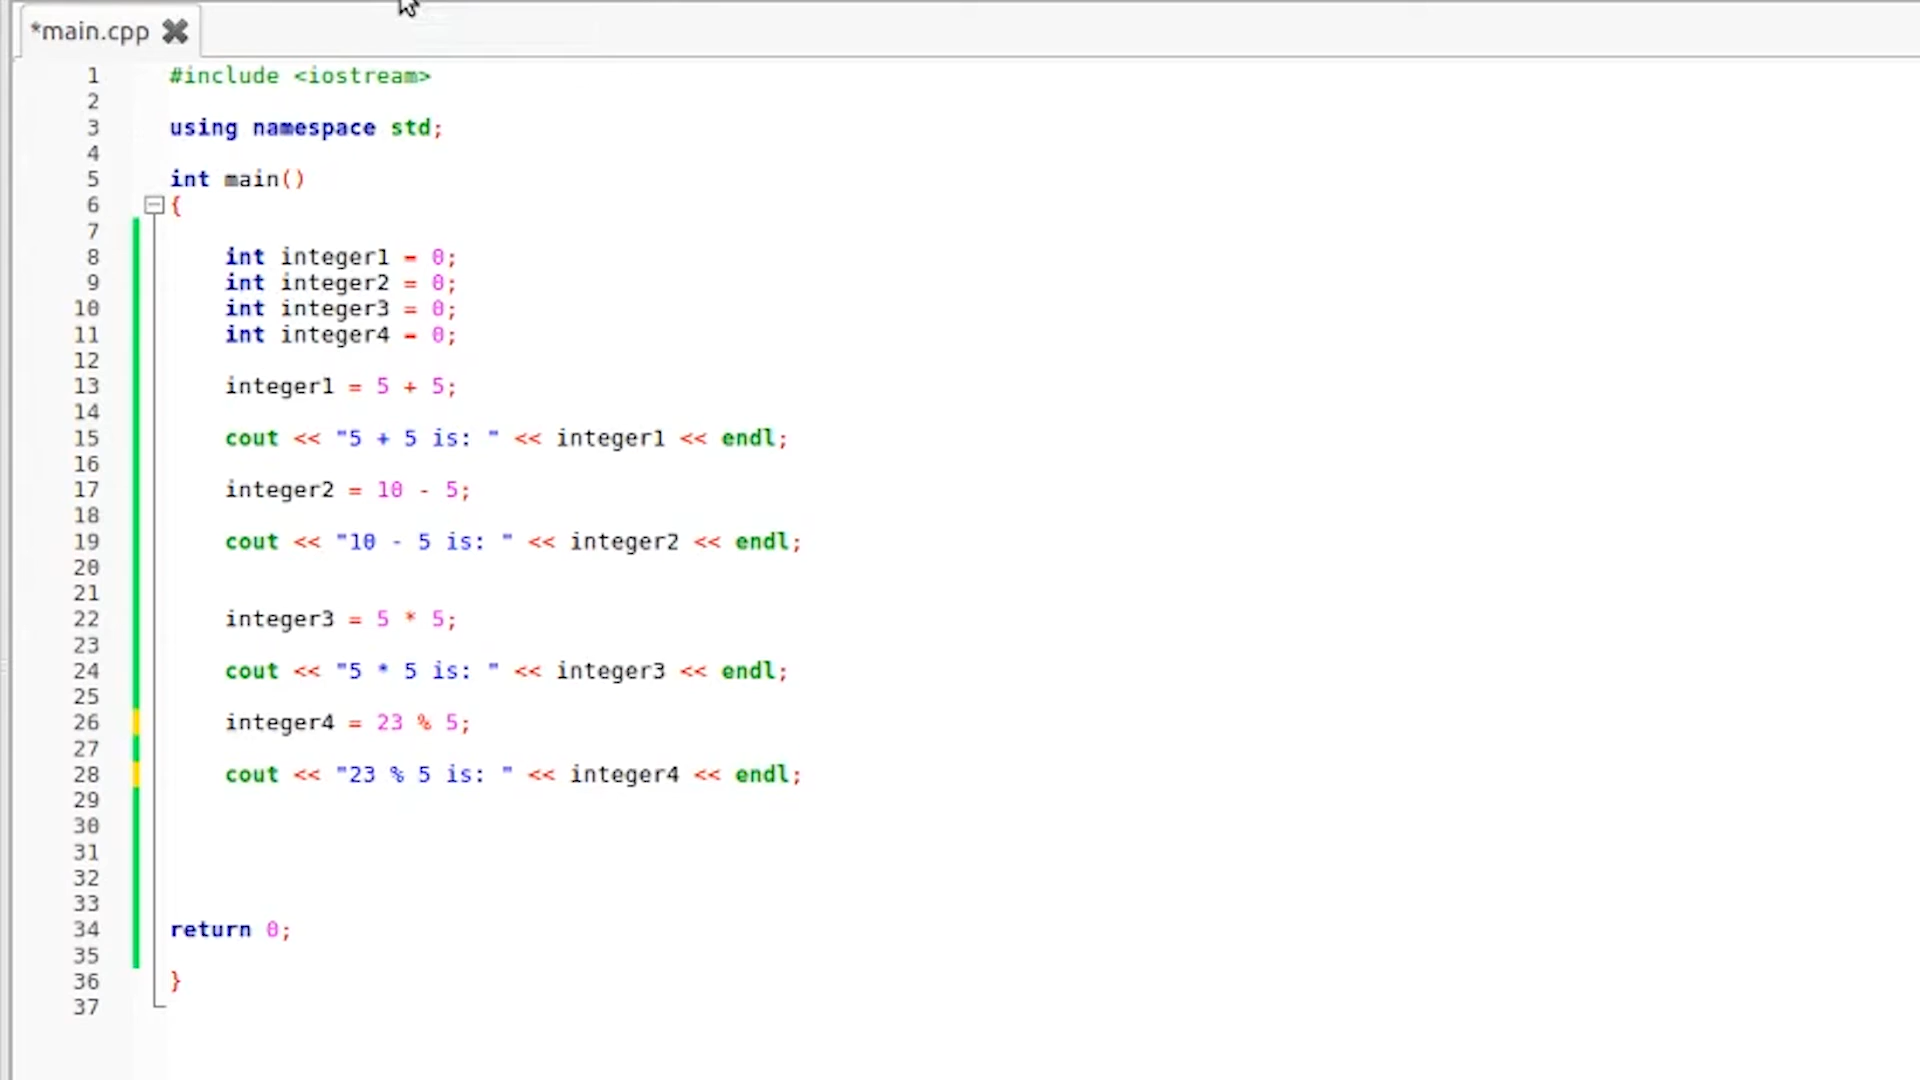 *main.cpp
1 #include <iostream>
2
3 using namespace std;
4
5 int main()
6 {
7
8 int integer1 = 0;
9 int integer2 = 0;
10 int integer3 = 0;
11 int integer4 = 0;
12
13 integer1 = 5 + 5;
14
15 cout << "5 + 5 is: " << integer1 << endl;
16
17 integer2 = 10 - 5;
18
19 cout << "10 - 5 is: " << integer2 << endl;
20
21
22 integer3 = 5 * 5;
23
24 cout << "5 * 5 is: " << integer3 << endl;
25
26 integer4 = 23 % 5;
27
28 cout << "23 % 5 is: " << integer4 << endl;
29
30
31
32
33
34 return 0;
35
36 }
37